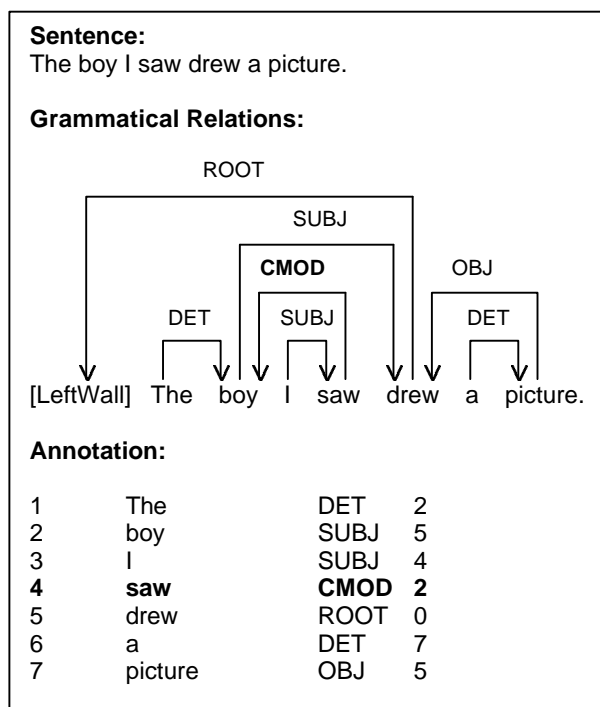 Sentence:
The boy I saw drew a picture.
Grammatical Relations:
ROOT
SUBJ
CMOD OBJ
DET SUBJ DET
[LeftWall] The boy I saw drew a picture.
Annotation:
1 The DET 2
2 boy SUBJ 5
3 I SUBJ 4
4 saw CMOD 2
5 drew ROOT 0
6 a DET 7
7 picture OBJ 5